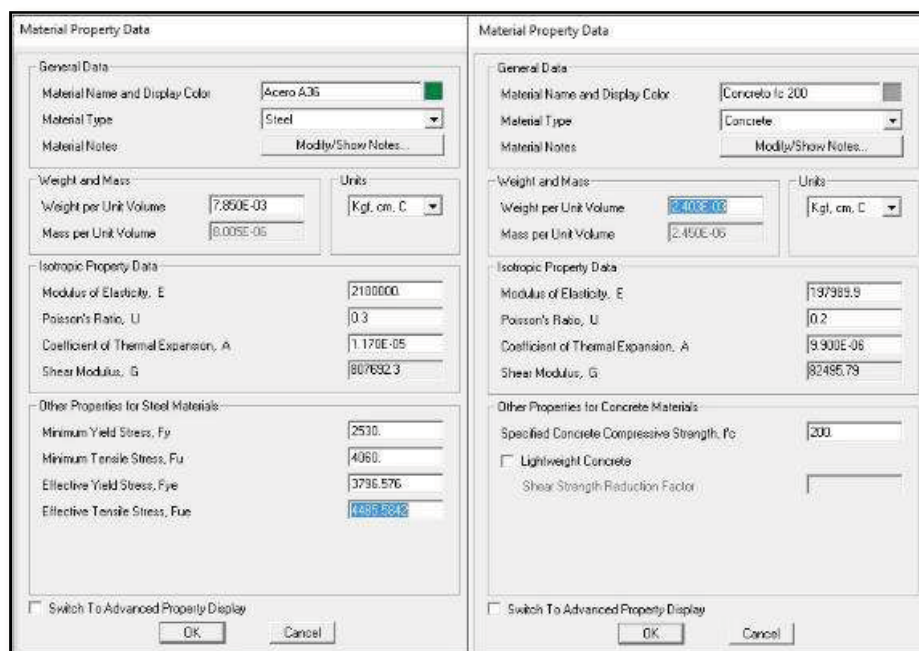 Material Property Data
General Data
Material Name and Display Color Acero A36
Material Type Steel
Material Notes Modify/Show Notes...
Weight and Mass
Weight per Unit Volume 7.850E-03
Mass per Unit Volume 8.005E-06
Units
Kgf, cm, C
Isotropic Property Data
Modulus of Elasticity, E 2100000.
Poisson's Ratio, U 0.3
Coefficient of Thermal Expansion, A 1.170E-05
Shear Modulus, G 807692.3
Other Properties for Steel Materials
Minimum Yield Stress, Fy 2530.
Minimum Tensile Stress, Fu 4060.
Effective Yield Stress, Fye 3796.576
Effective Tensile Stress, Fue 4485.5842
Switch To Advanced Property Display
OK Cancel
Material Property Data
General Data
Material Name and Display Color Concreto fc 200
Material Type Concrete
Material Notes Modify/Show Notes...
Weight and Mass
Weight per Unit Volume 2.403E-03
Mass per Unit Volume 2.450E-06
Units
Kgf, cm, C
Isotropic Property Data
Modulus of Elasticity, E 197989.9
Poisson's Ratio, U 0.2
Coefficient of Thermal Expansion, A 9.900E-06
Shear Modulus, G 82495.79
Other Properties for Concrete Materials
Specified Concrete Compressive Strength, f'c 200.
Lightweight Concrete
Shear Strength Reduction Factor
Switch To Advanced Property Display
OK Cancel